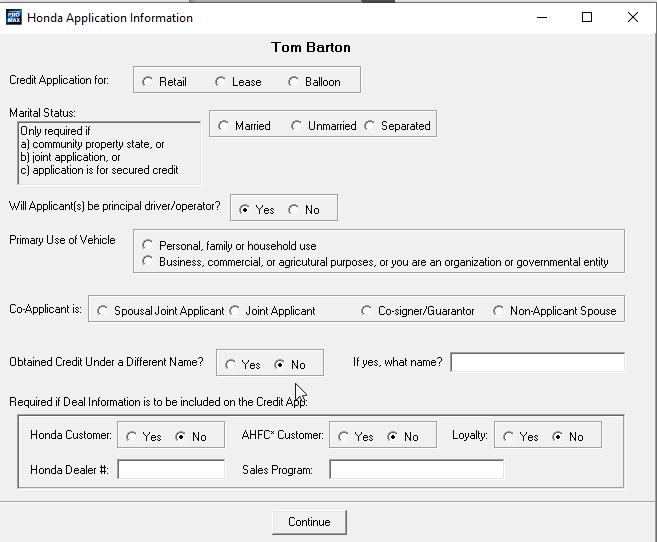 PRO MAX Honda Application Information
Tom Barton
Credit Application for: Retail Lease Balloon
Marital Status:
Only required if
a) community property state, or
b) joint application, or
c) application is for secured credit
Married Unmarried Separated
Will Applicant(s) be principal driver/operator? Yes No
Primary Use of Vehicle
Personal, family or household use
Business, commercial, or agricutural purposes, or you are an organization or governmental entity
Co-Applicant is: Spousal Joint Applicant Joint Applicant Co-signer/Guarantor Non-Applicant Spouse
Obtained Credit Under a Different Name? Yes No If yes, what name?
Required if Deal Information is to be included on the Credit App:
Honda Customer: Yes No AHFC* Customer: Yes No Loyalty: Yes No
Honda Dealer #: Sales Program:
Continue